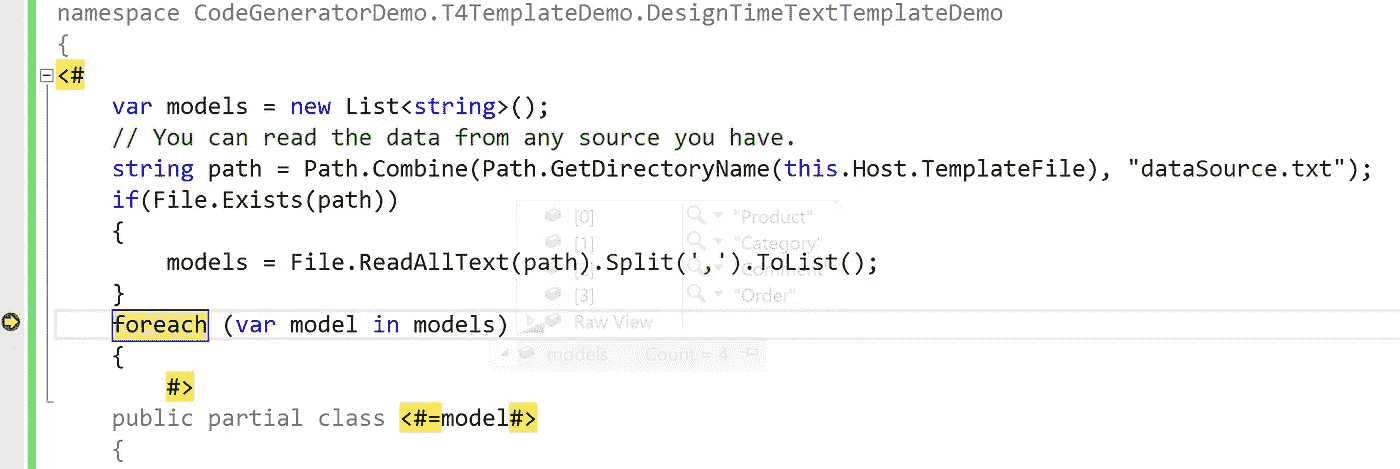 namespace CodeGeneratorDemo.T4TemplateDemo.DesignTimeTextTemplateDemo
{
<#
var models = new List<string>();
// You can read the data from any source you have.
string path = Path.Combine(Path.GetDirectoryName(this.Host.TemplateFile), "dataSource.txt");
if(File.Exists(path))
{
models = File.ReadAllText(path).Split(',').ToList();
}
foreach (var model in models)
{
#>
public partial class <#=model#>
{
[0] "Product"
[1] "Category"
"Comment"
[3] "Order"
Raw View
models Count = 4